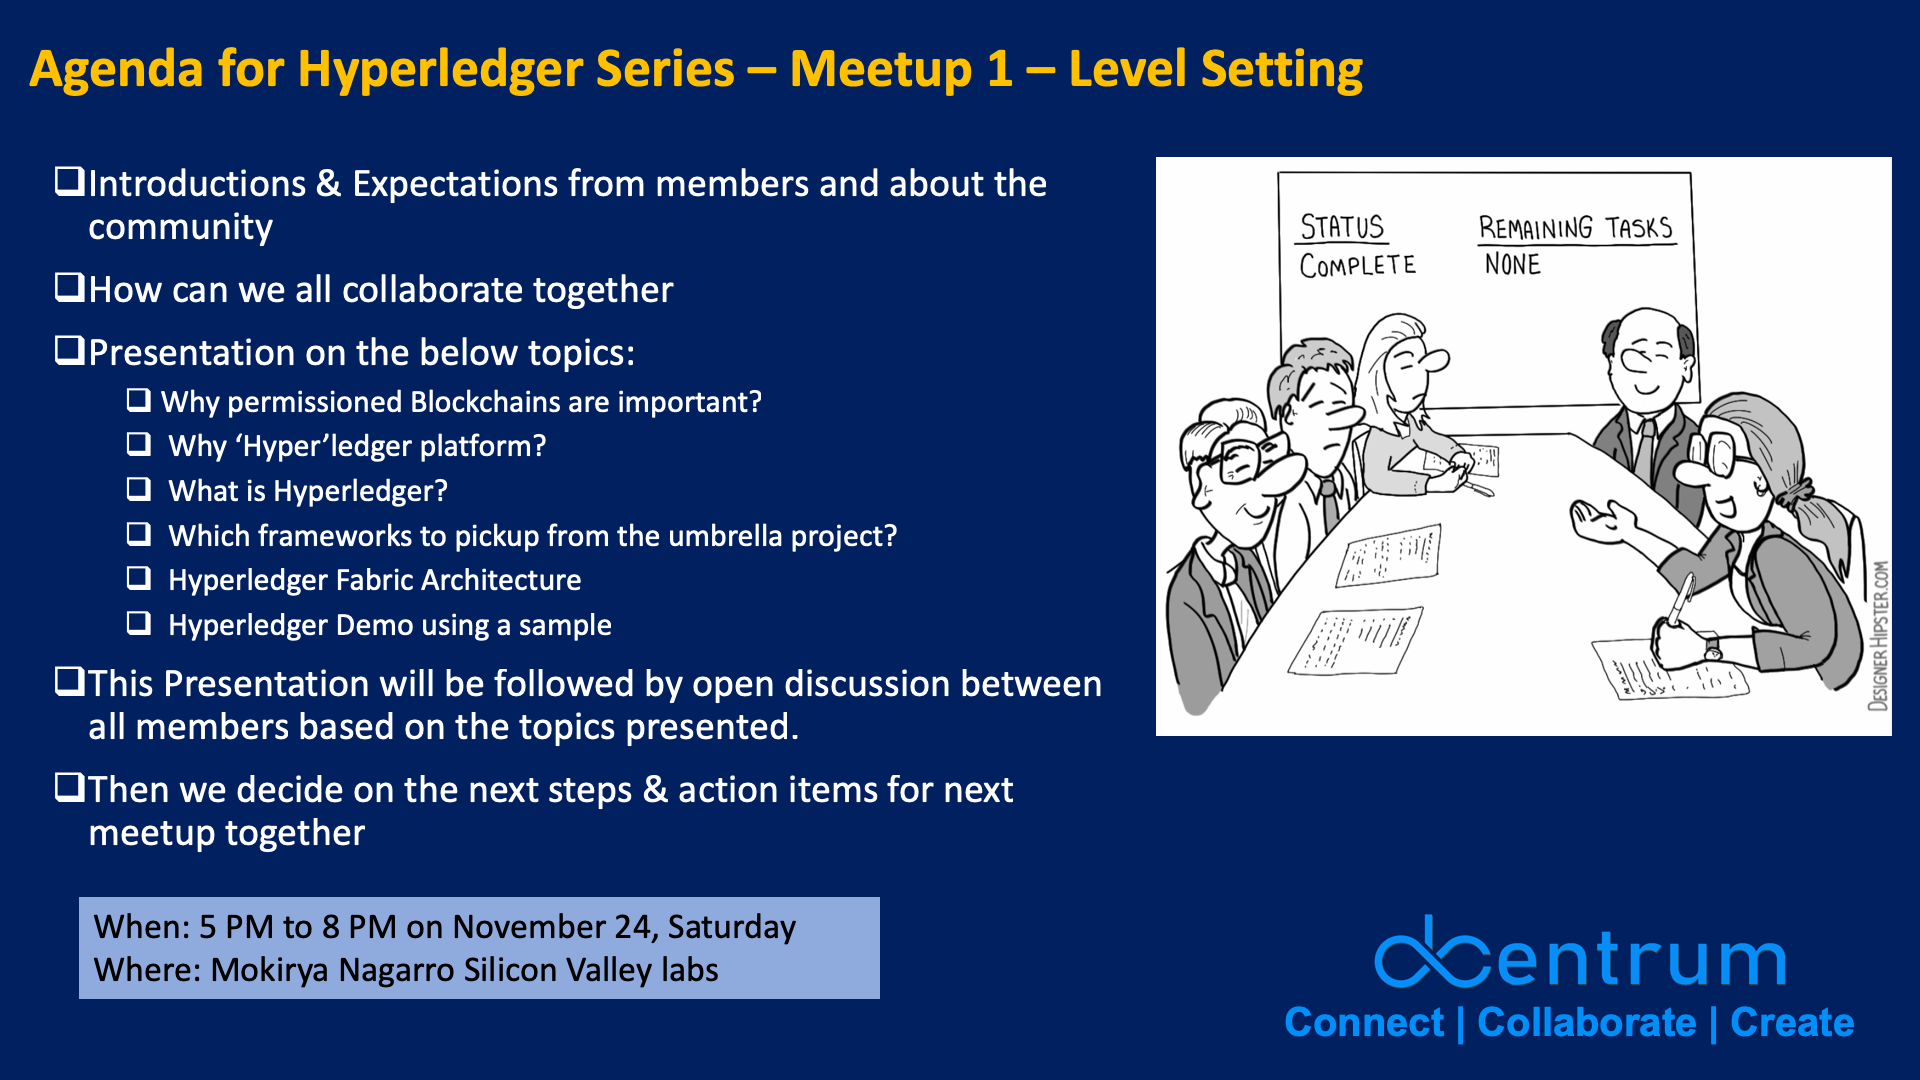 Agenda for Hyperledger Series – Meetup 1 – Level Setting
Introductions & Expectations from members and about the
community
How can we all collaborate together
Presentation on the below topics:
Why permissioned Blockchains are important?
Why ‘Hyper’ledger platform?
What is Hyperledger?
Which frameworks to pickup from the umbrella project?
Hyperledger Fabric Architecture
Hyperledger Demo using a sample
This Presentation will be followed by open discussion between
all members based on the topics presented.
Then we decide on the next steps & action items for next
meetup together
When: 5 PM to 8 PM on November 24, Saturday
Where: Mokirya Nagarro Silicon Valley labs
STATUS
COMPLETE
REMAINING TASKS
NONE
DESIGNERHIPSTER.COM
dcentrum
Connect | Collaborate | Create